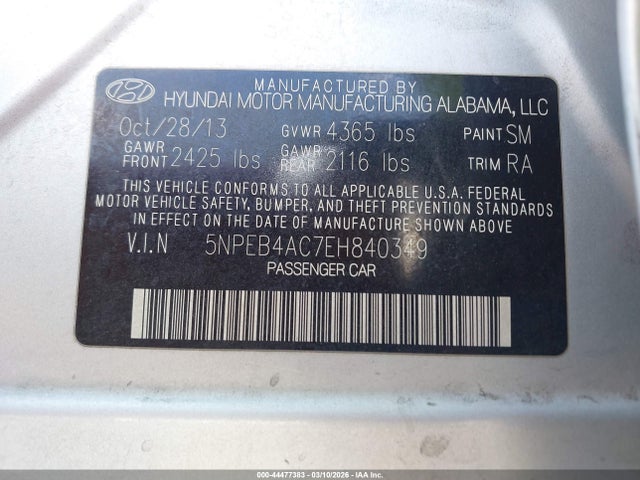 MANUFACTURED BY
HYUNDAI MOTOR MANUFACTURING ALABAMA, LLC
Oct/28/13 GVWR 4365 lbs PAINT SM
GAWR FRONT 2425 lbs GAWR REAR 2116 lbs TRIM RA
THIS VEHICLE CONFORMS TO ALL APPLICABLE U.S.A. FEDERAL
MOTOR VEHICLE SAFETY, BUMPER, AND THEFT PREVENTION STANDARDS
IN EFFECT ON THE DATE OF MANUFACTURE SHOWN ABOVE
V.I.N 5NPEB4AC7EH840349
PASSENGER CAR
000-44477383 - 03/10/2026 - IAA Inc.